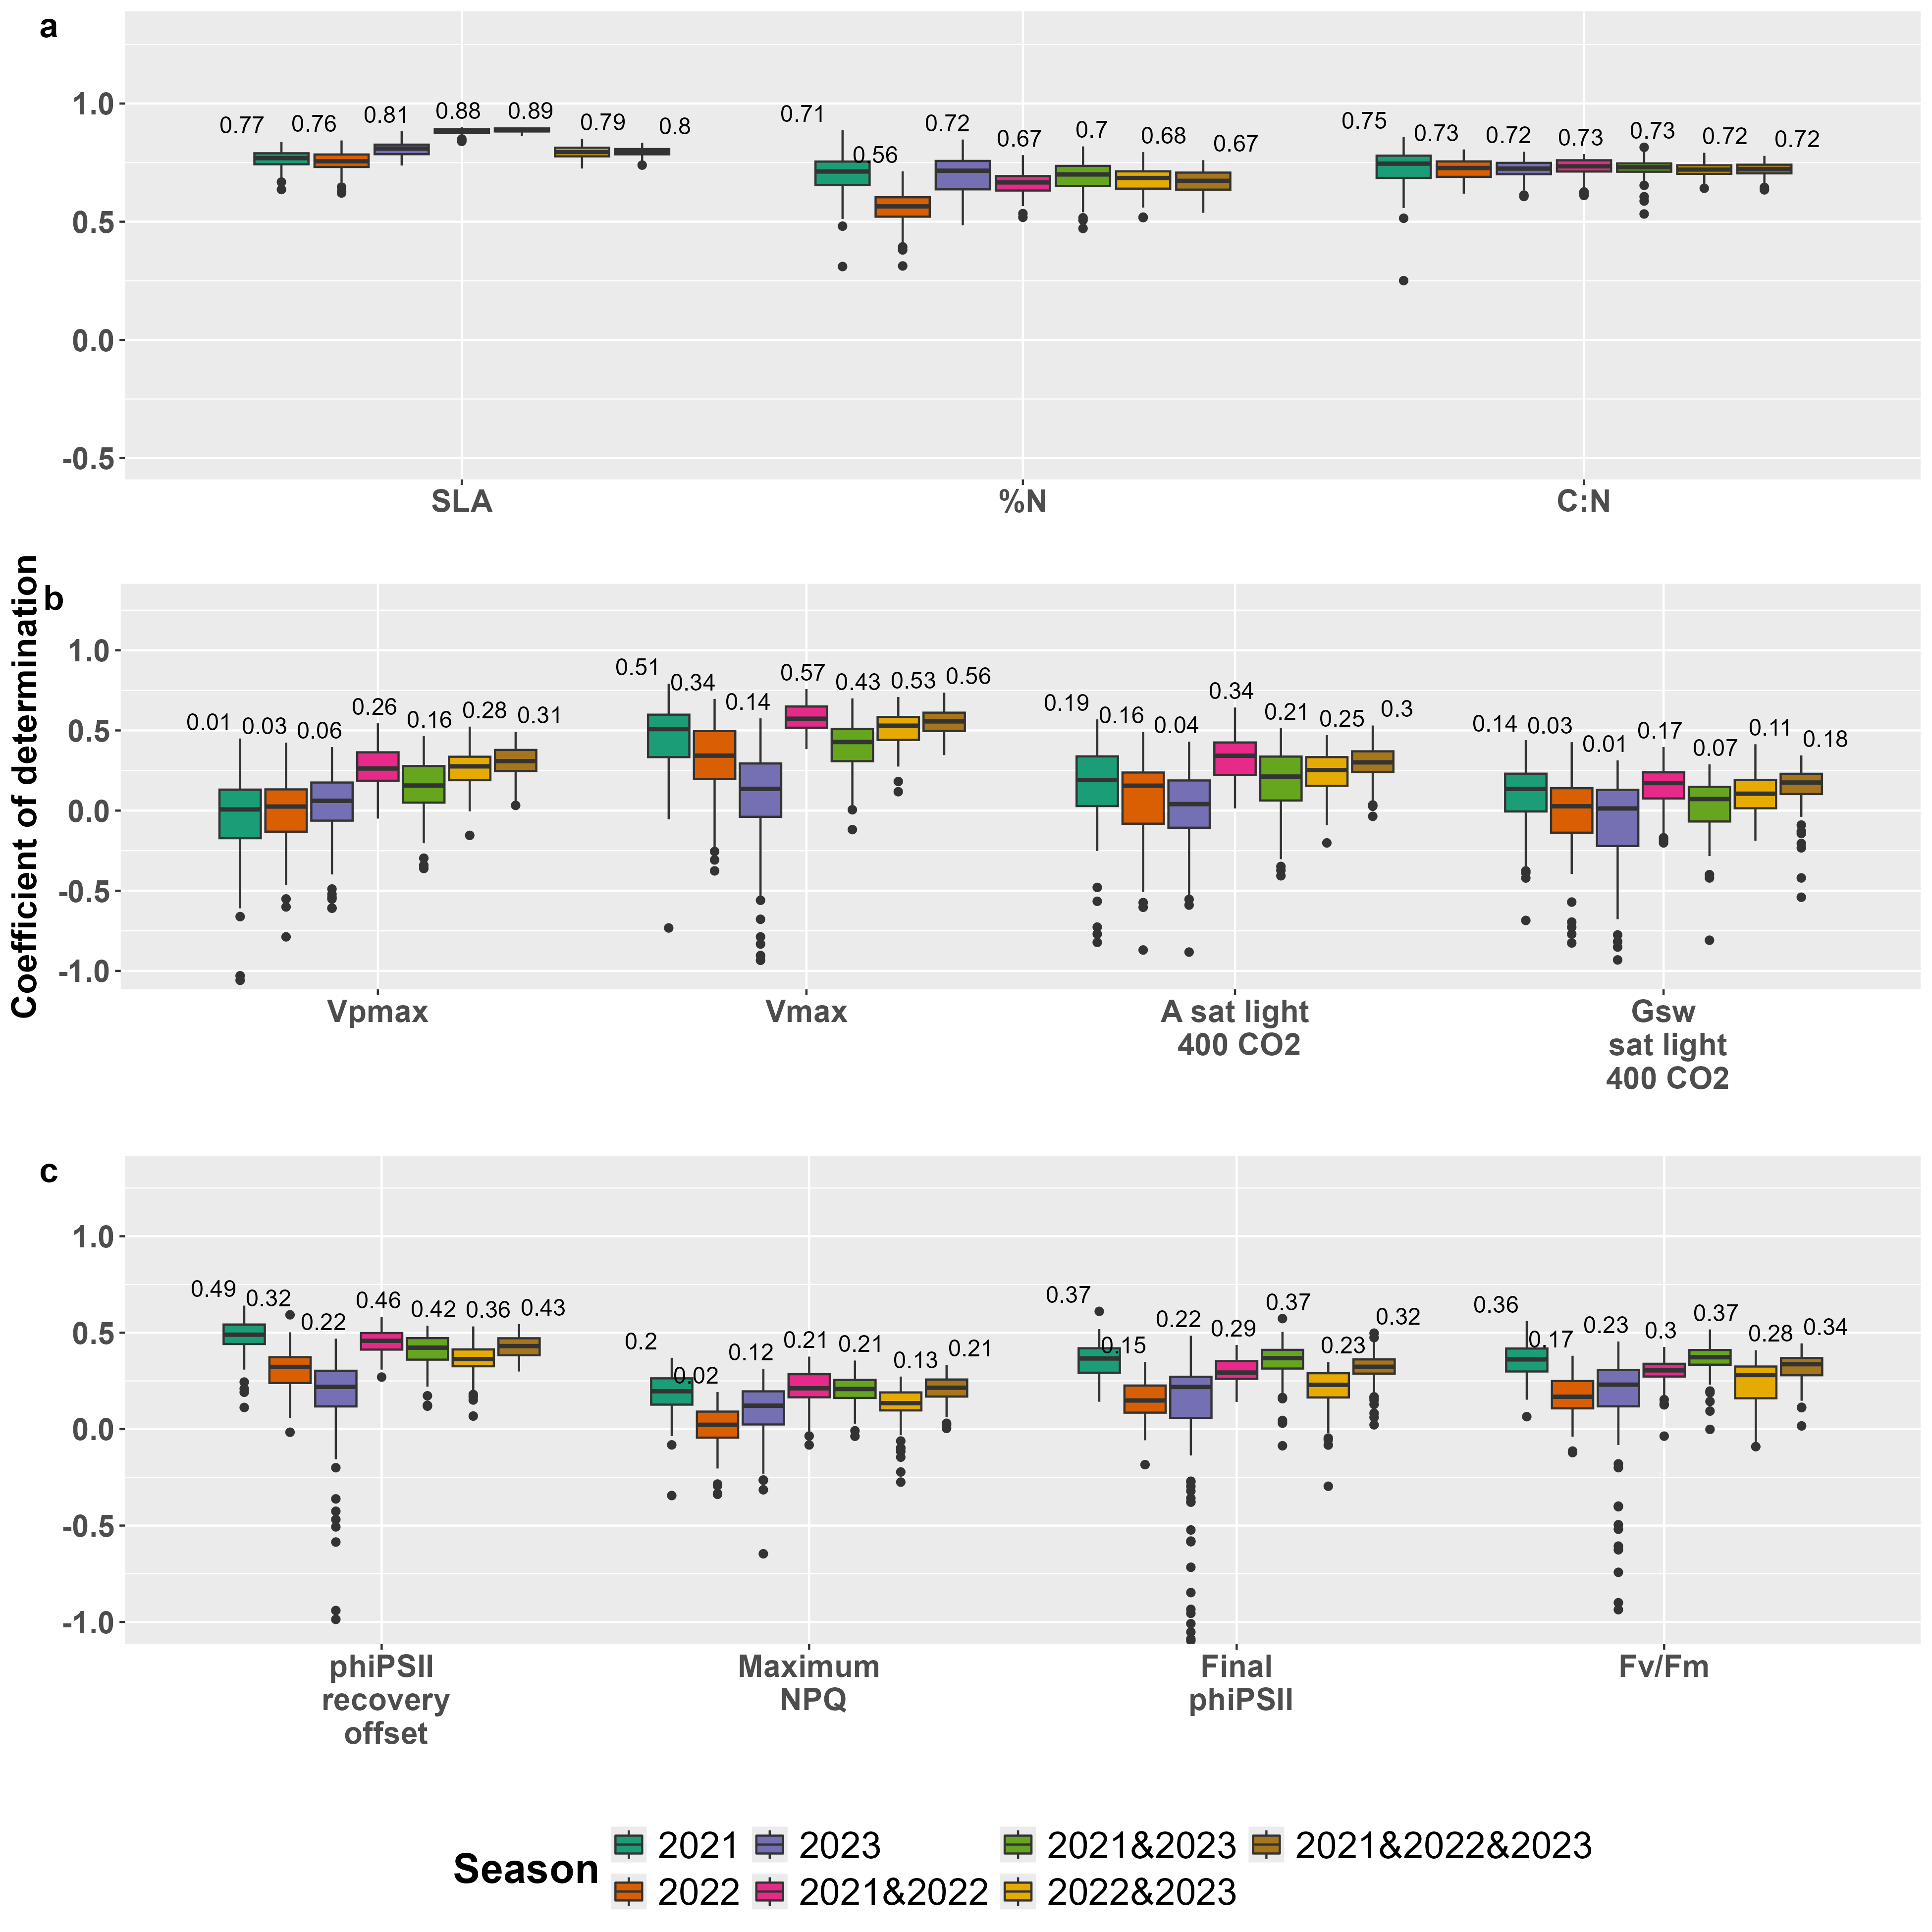 a
1.0
0.5
0.0
-0.5
0.77 0.76 0.81 0.88 0.89 0.79 0.8
0.71 0.56 0.72 0.67 0.7 0.68 0.67
0.75 0.73 0.72 0.73 0.73 0.72 0.72
SLA %N C:N
Coefficient of determination
b
1.0
0.5
0.0
-0.5
-1.0
0.01 0.03 0.06 0.26 0.16 0.28 0.31
0.51 0.34 0.14 0.57 0.43 0.53 0.56
0.19 0.16 0.04 0.34 0.21 0.25 0.3
0.14 0.03 0.01 0.17 0.07 0.11 0.18
Vpmax
Vmax
A sat light
400 CO2
Gsw
sat light
400 CO2
c
1.0
0.5
0.0
-0.5
-1.0
0.49 0.32 0.22 0.46 0.42 0.36 0.43
0.2 0.02 0.12 0.21 0.21 0.13 0.21
0.37 0.15 0.22 0.29 0.37 0.23 0.32
0.36 0.17 0.23 0.3 0.37 0.28 0.34
phiPSII
recovery
offset
Maximum
NPQ
Final
phiPSII
Fv/Fm
Season
2021 2023 2021&2023 2021&2022&2023
2022 2021&2022 2022&2023